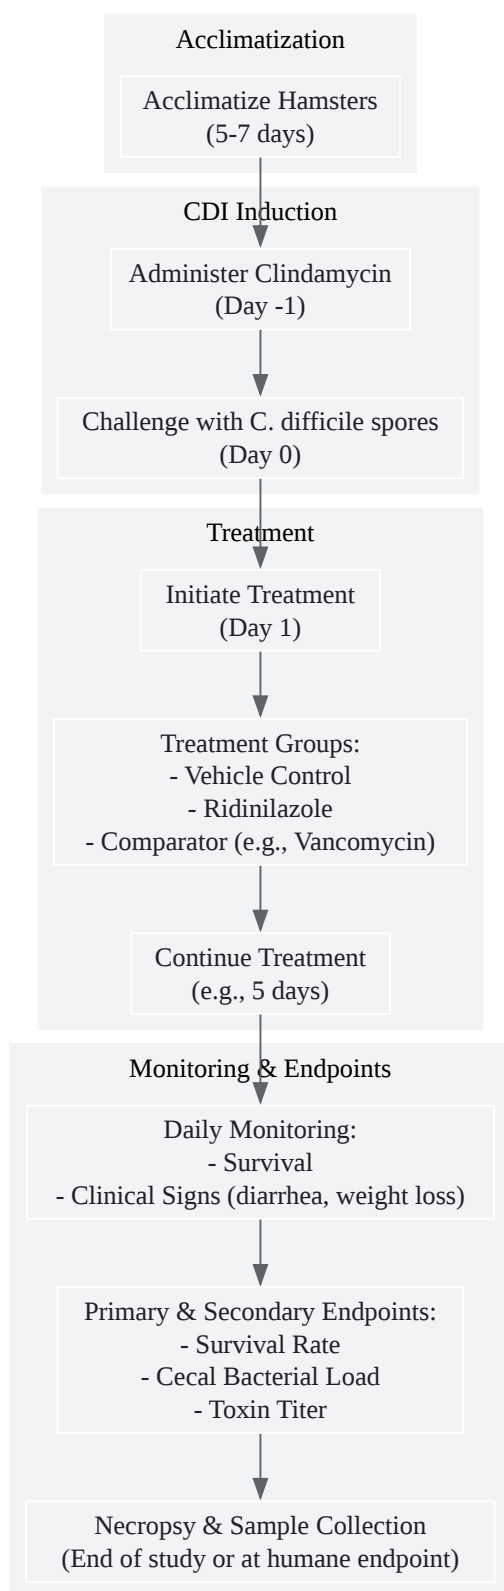 Acclimatization
Acclimatize Hamsters
(5-7 days)
CDI Induction
Administer Clindamycin
(Day -1)
Challenge with C. difficile spores
(Day 0)
Treatment
Initiate Treatment
(Day 1)
Treatment Groups:
- Vehicle Control
- Ridinilazole
- Comparator (e.g., Vancomycin)
Continue Treatment
(e.g., 5 days)
Monitoring & Endpoints
Daily Monitoring:
- Survival
- Clinical Signs (diarrhea, weight loss)
Primary & Secondary Endpoints:
- Survival Rate
- Cecal Bacterial Load
- Toxin Titer
Necropsy & Sample Collection
(End of study or at humane endpoint)